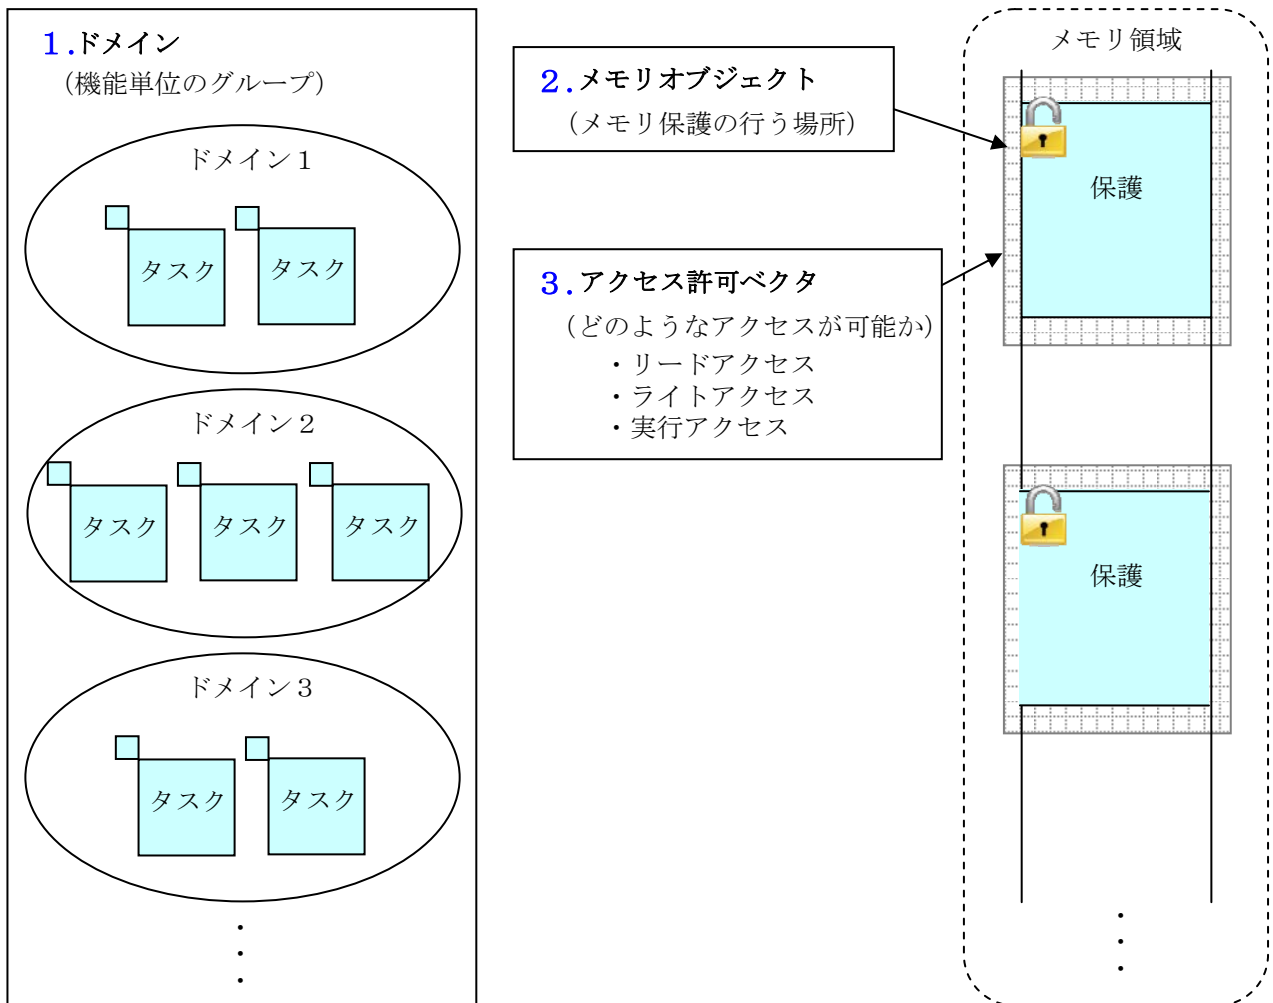 1.ドメイン
（機能単位のグループ）
ドメイン１
タスク
タスク
ドメイン２
タスク
タスク
タスク
ドメイン３
タスク
タスク
・
・
・
2.メモリオブジェクト
（メモリ保護の行う場所）
3.アクセス許可ベクタ
（どのようなアクセスが可能か）
・リードアクセス
・ライトアクセス
・実行アクセス
メモリ領域
保護
保護
・
・
・